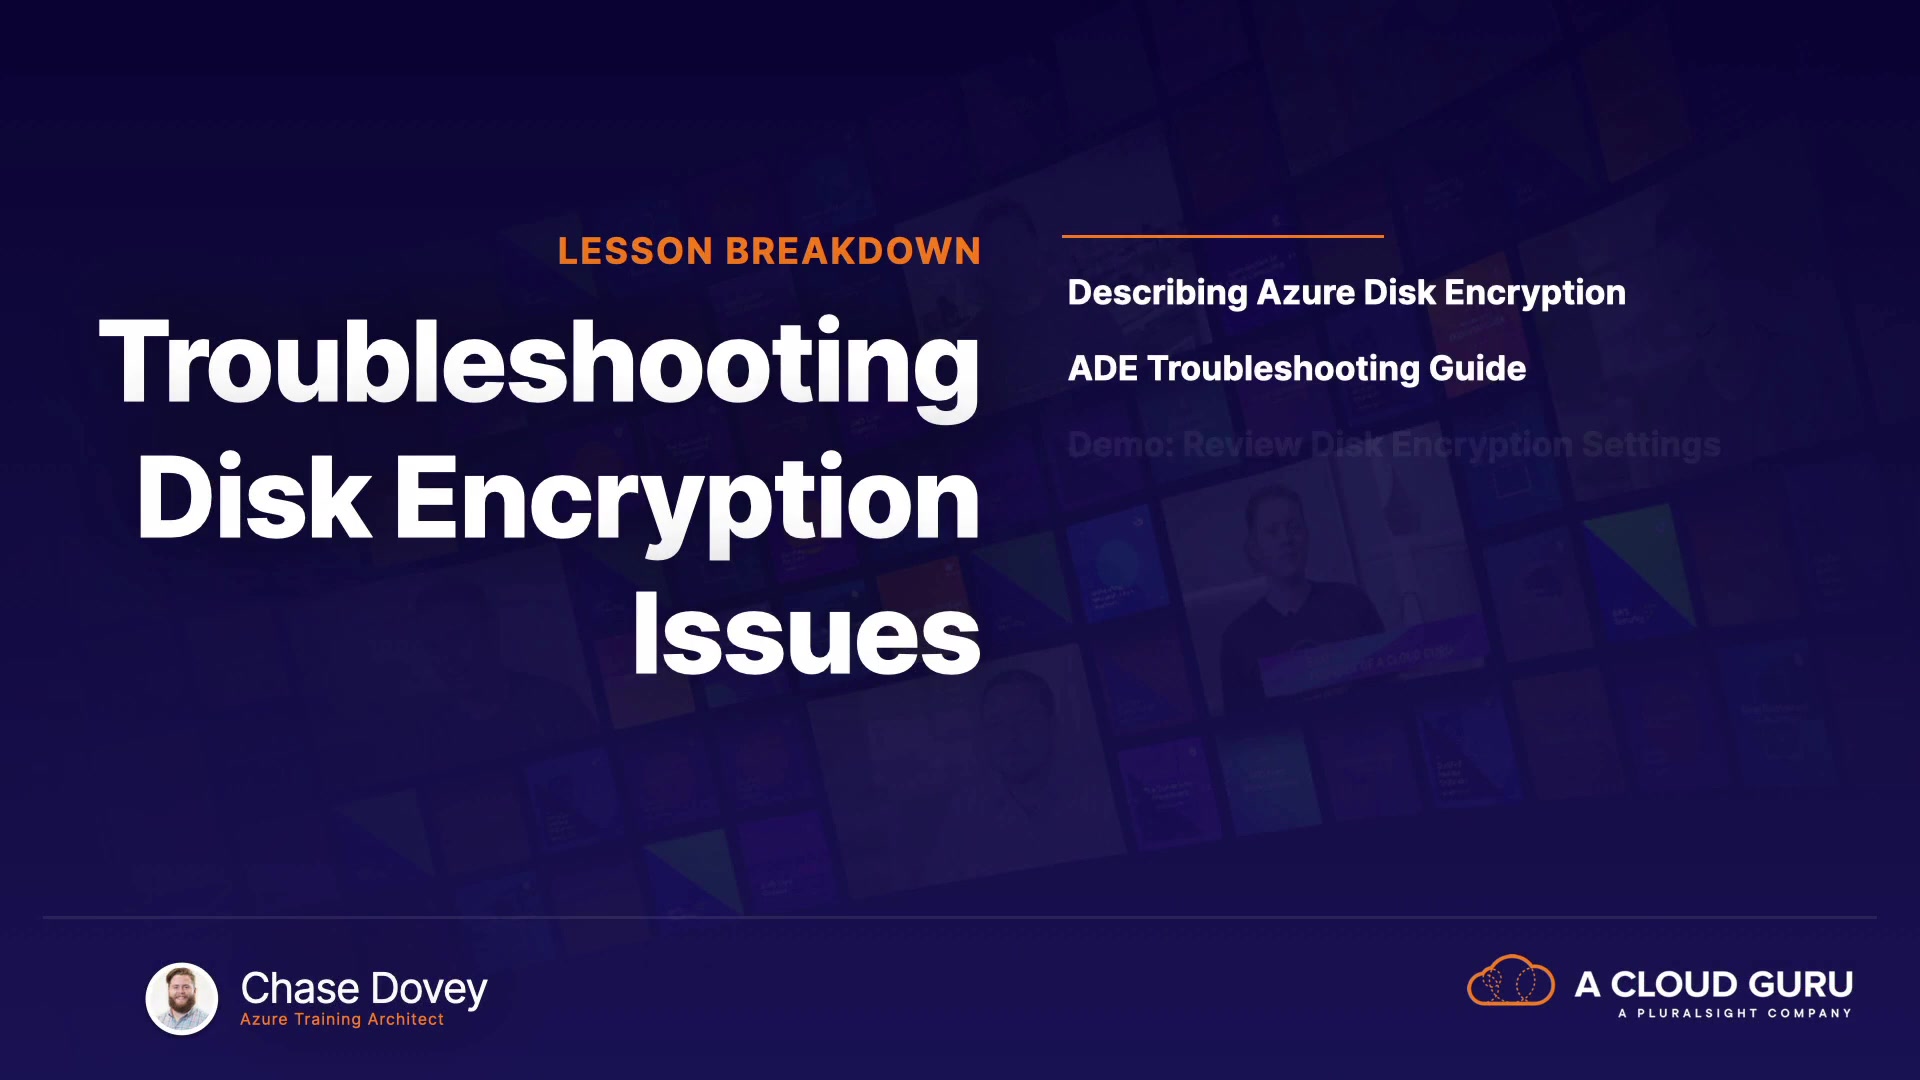 LESSON BREAKDOWN
Troubleshooting
Disk Encryption
Issues
Describing Azure Disk Encryption
ADE Troubleshooting Guide
Demo: Review Disk Encryption Settings
Chase Dovey
Azure Training Architect
A CLOUD GURU
A PLURALSIGHT COMPANY